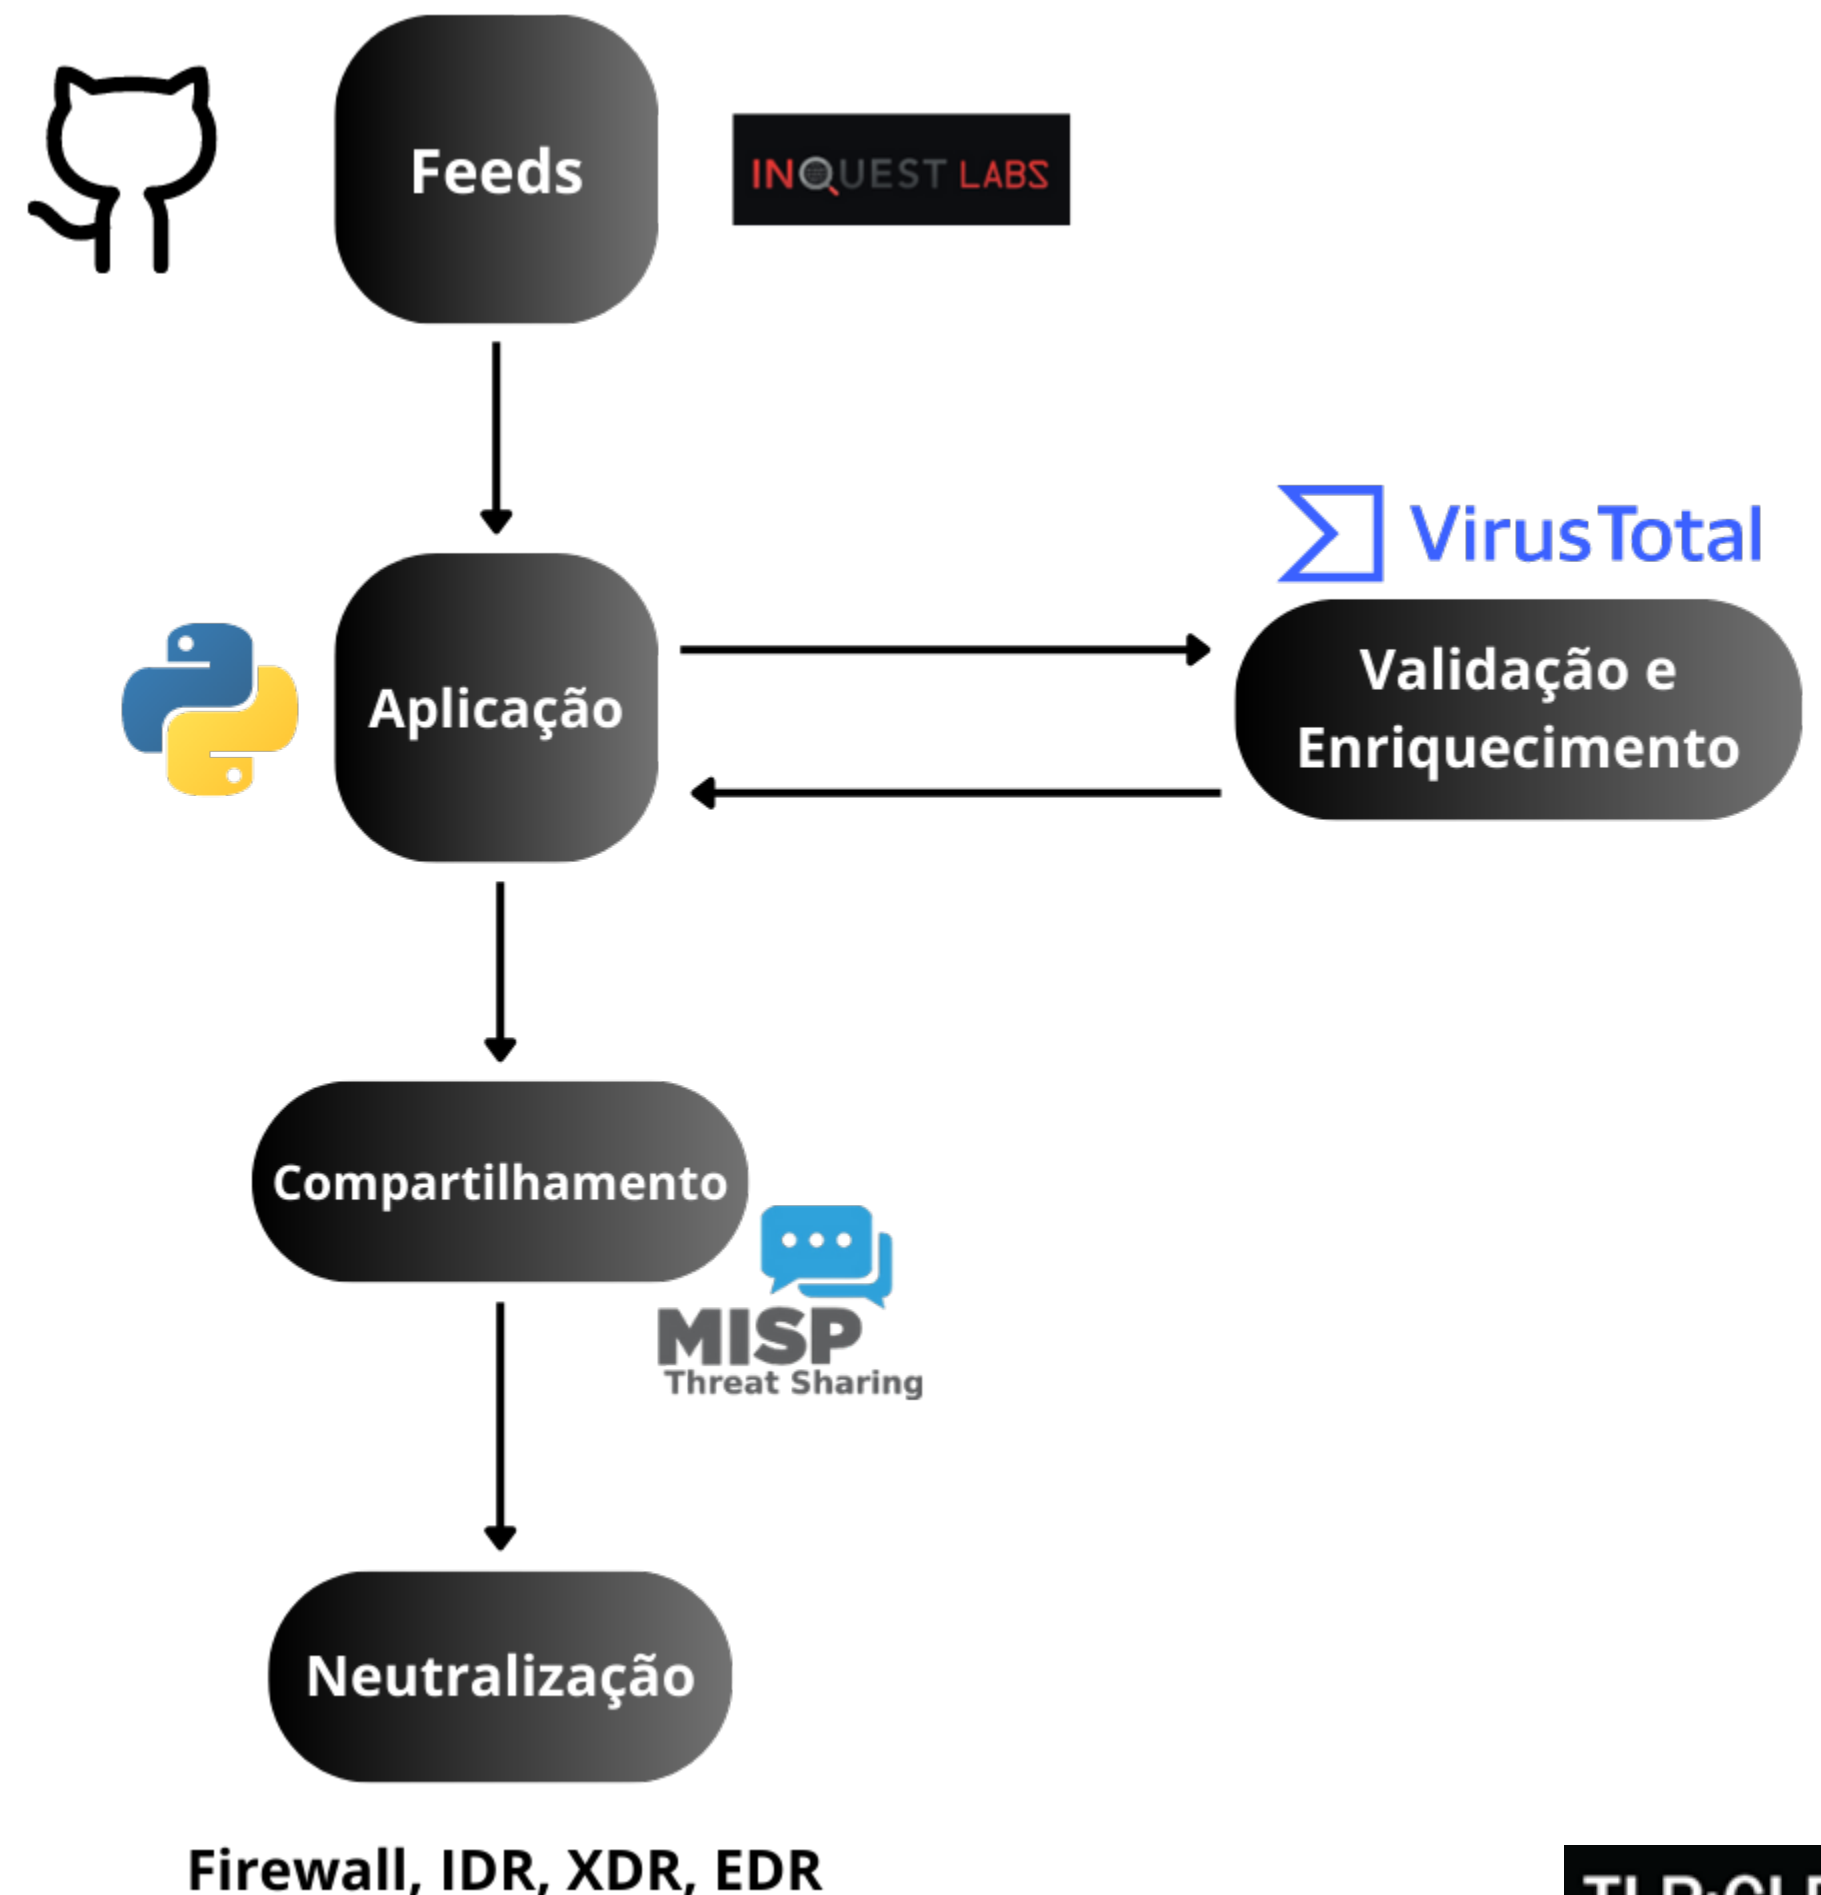 Feeds
INQUEST LABS
VirusTotal
Validação e
Enriquecimento
Aplicação
Compartilhamento
MISP
Threat Sharing
Neutralização
Firewall, IDR, XDR, EDR